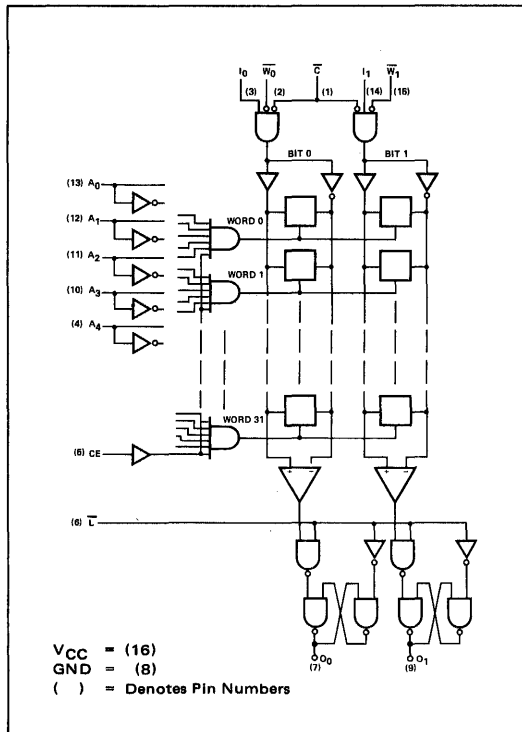 I₀ W̅₀ C̅ I₁ W̅₁
(3) (2) (1) (14) (16)
BIT 0 BIT 1
(13) A₀
(12) A₁
WORD 0
(11) A₂
WORD 1
(10) A₃
(4) A₄
WORD 31
(6) CE
+ − + −
(6) L̅
O₀ O₁
(7) (9)
VCC = (16)
GND = (8)
( ) = Denotes Pin Numbers